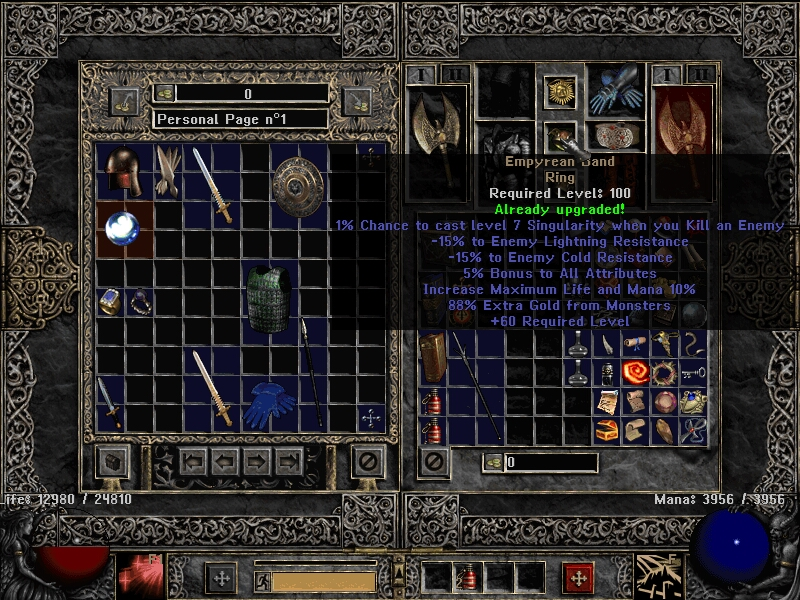 0
Personal Page n°1
I II
I II
Empyrean Band
Ring
Required Level: 100
Already upgraded!
1% Chance to cast level 7 Singularity when you Kill an Enemy
-15% to Enemy Lightning Resistance
-15% to Enemy Cold Resistance
5% Bonus to All Attributes
Increase Maximum Life and Mana 10%
88% Extra Gold from Monsters
+60 Required Level
0
ife: 12980 / 24810
Mana: 3956 / 3956